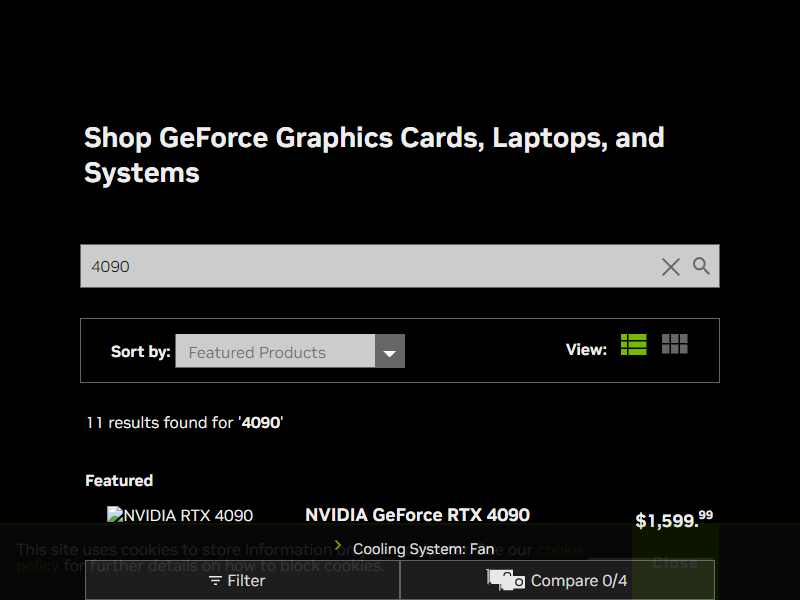 Shop GeForce Graphics Cards, Laptops, and
Systems
4090
Sort by: Featured Products View:
11 results found for '4090'
Featured
NVIDIA RTX 4090 NVIDIA GeForce RTX 4090 $1,599.99
This site uses cookies to store information our cookie
Cooling System: Fan
Close
policy for further details on how to block cookies.
Filter Compare 0/4